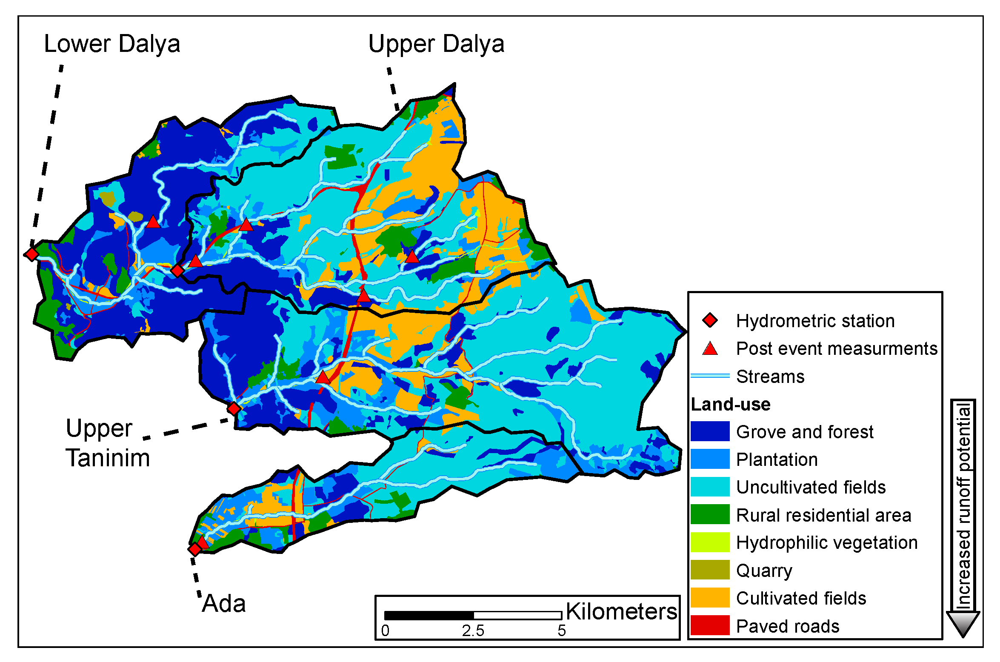 Lower Dalya
Upper Dalya
Upper
Taninim
Ada
Kilometers
0 2.5 5
Hydrometric station
Post event measurments
Streams
Land-use
Grove and forest
Plantation
Uncultivated fields
Rural residential area
Hydrophilic vegetation
Quarry
Cultivated fields
Paved roads
Increased runoff potential